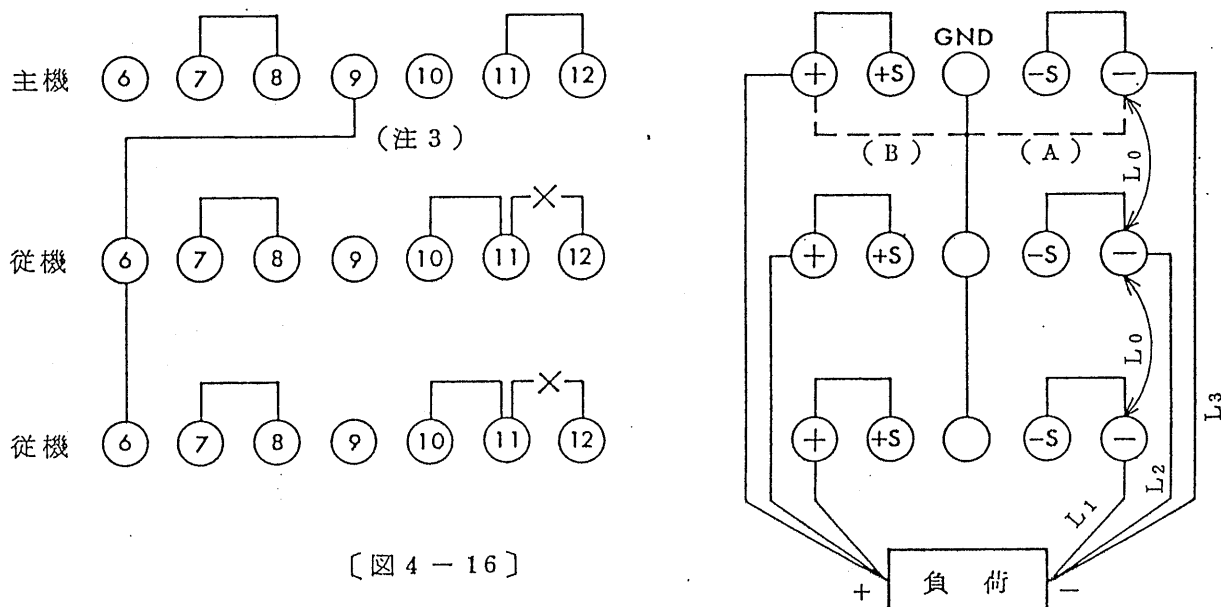 主機 6 7 8 9 10 11 12
(注3)
従機 6 7 8 9 10 11 12
従機 6 7 8 9 10 11 12
〔図4-16〕
GND
+ +S -S -
(B) (A)
L0
+ +S -S -
L0
+ +S -S -
L1 L2 L3
+ 負荷 -